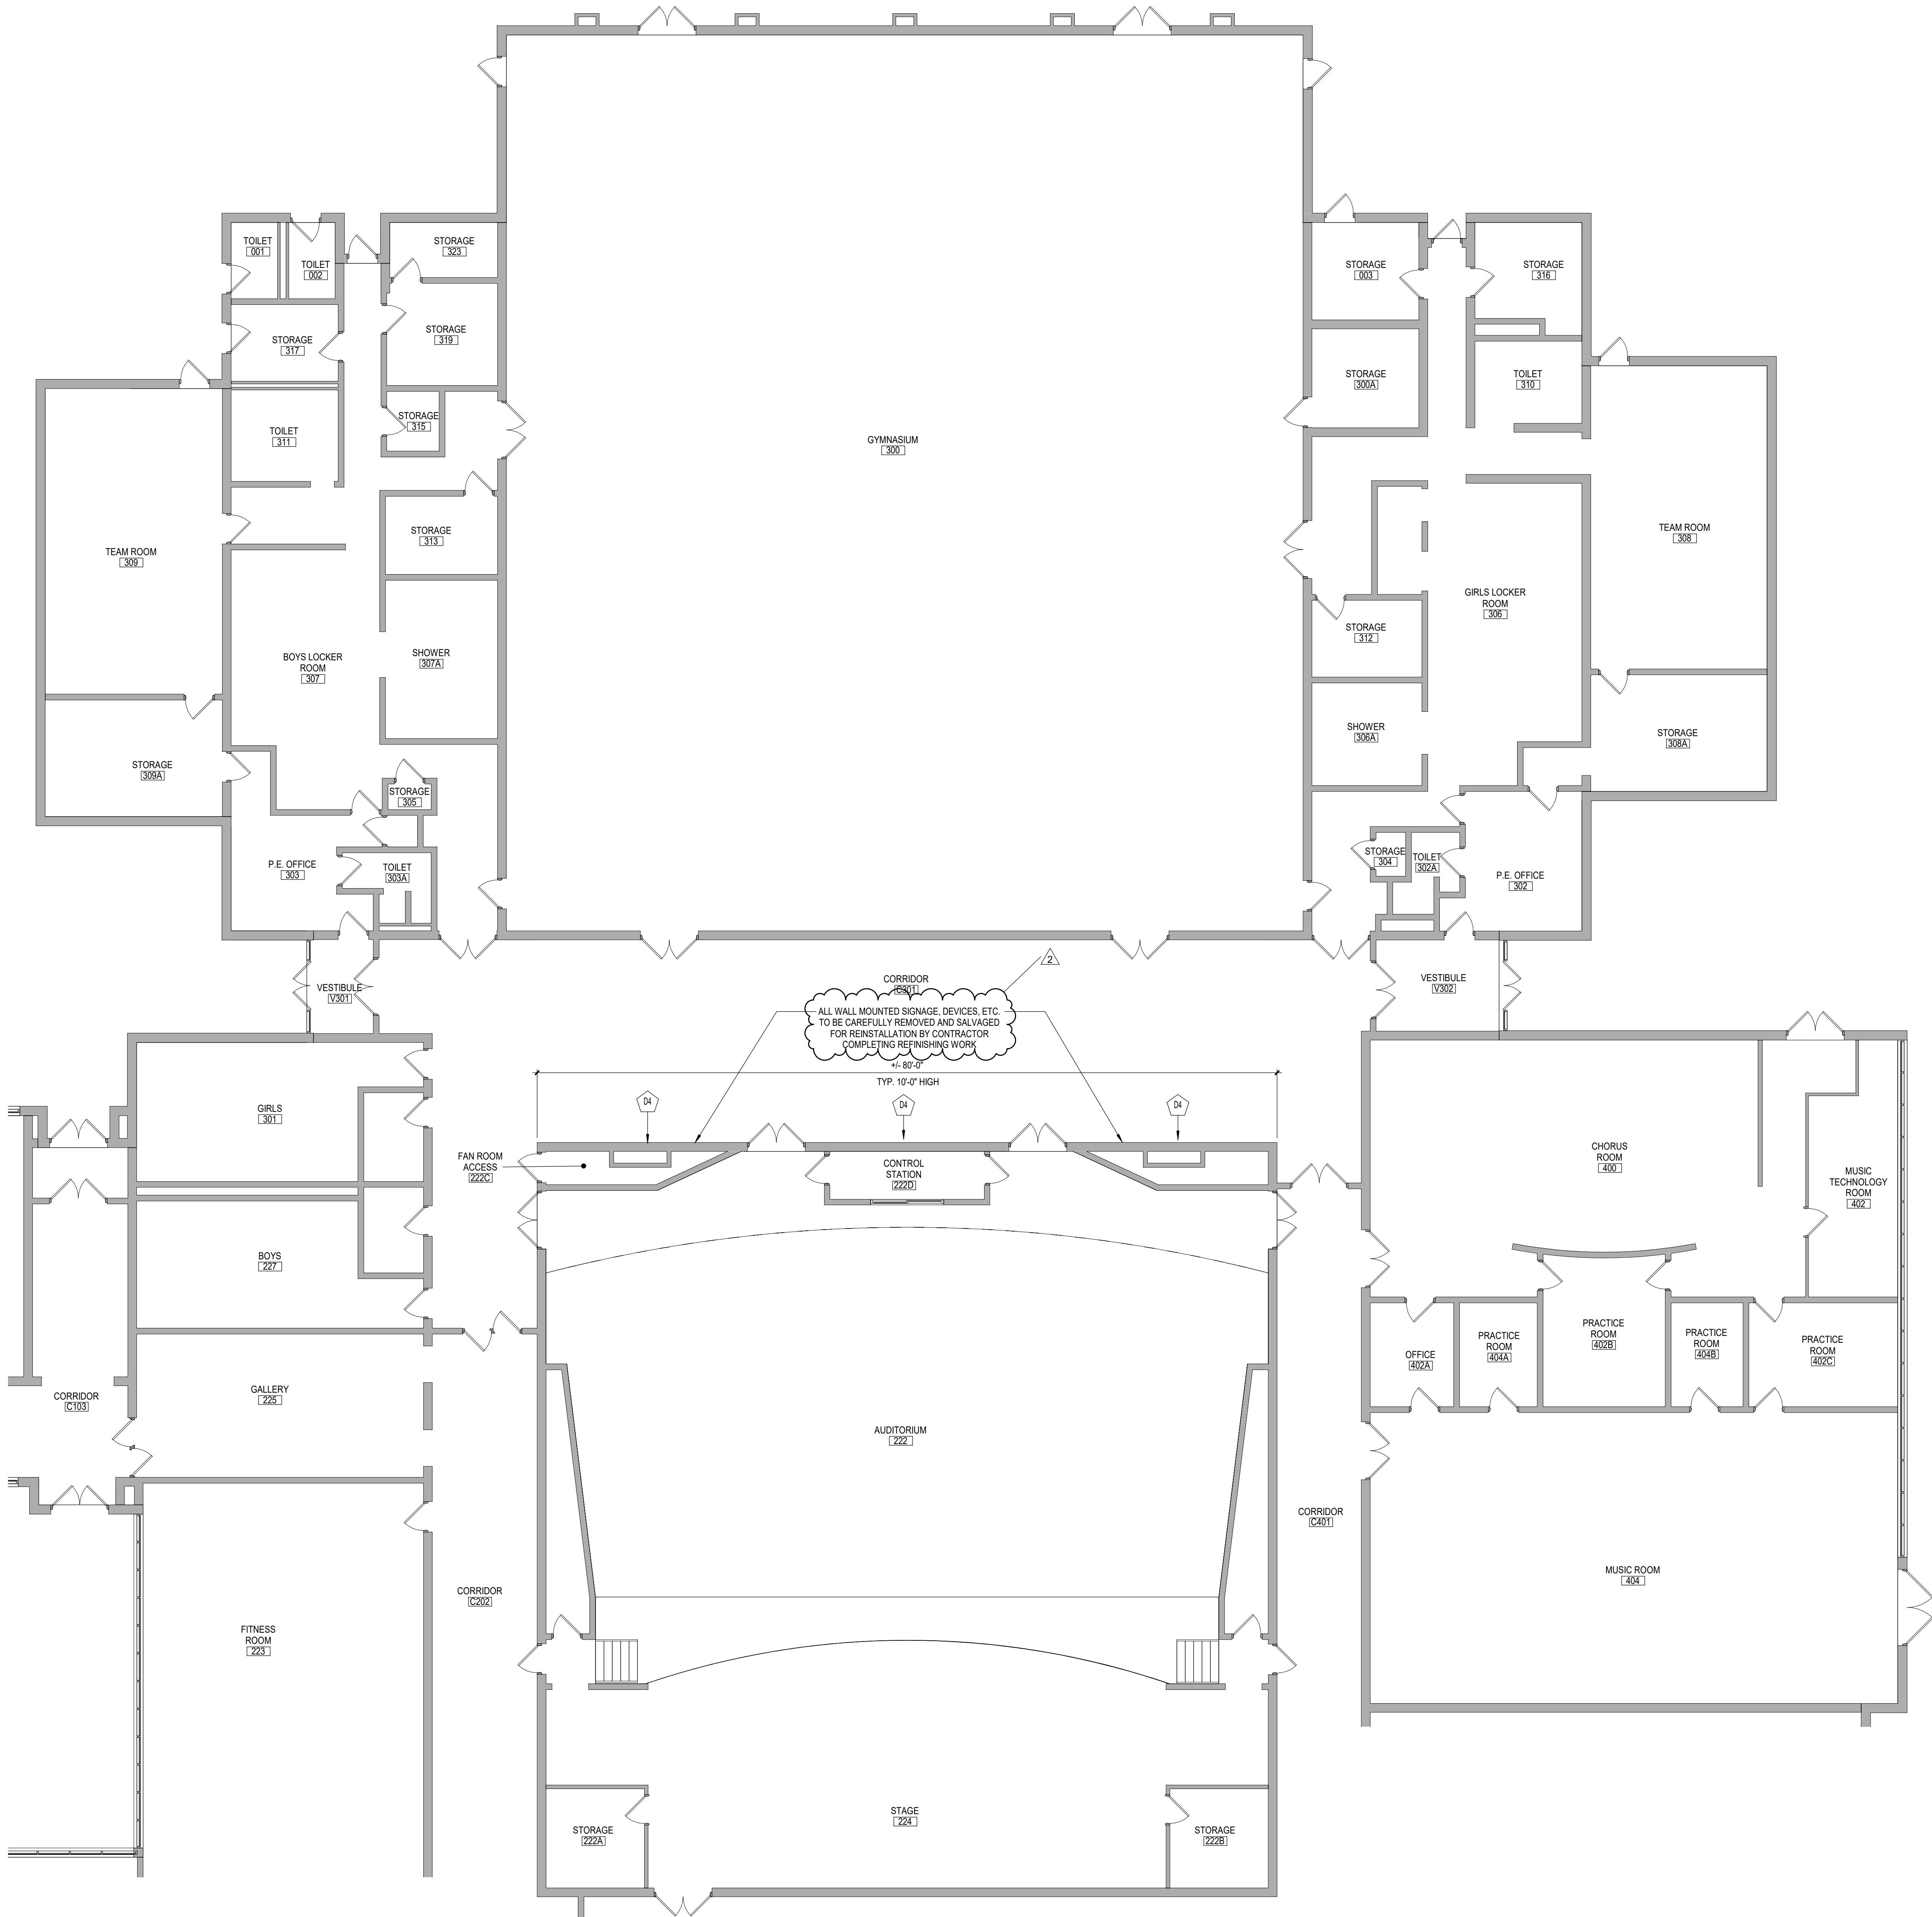 TOILET
001
TOILET
002
STORAGE
323
STORAGE
003
STORAGE
316
STORAGE
317
STORAGE
319
STORAGE
300A
TOILET
310
STORAGE
315
TOILET
311
GYMNASIUM
300
STORAGE
313
TEAM ROOM
309
TEAM ROOM
308
GIRLS LOCKER
ROOM
306
STORAGE
312
BOYS LOCKER
ROOM
307
SHOWER
307A
SHOWER
306A
STORAGE
308A
STORAGE
309A
STORAGE
305
P.E. OFFICE
303
TOILET
303A
STORAGE
304
TOILET
302A
P.E. OFFICE
302
VESTIBULE
V301
CORRIDOR
C301
2
VESTIBULE
V302
ALL WALL MOUNTED SIGNAGE, DEVICES, ETC.
TO BE CAREFULLY REMOVED AND SALVAGED
FOR REINSTALLATION BY CONTRACTOR
COMPLETING REFINISHING WORK
+/- 80'-0"
TYP. 10'-0" HIGH
D4
D4
D4
GIRLS
301
FAN ROOM
ACCESS
222C
CONTROL
STATION
222D
CHORUS
ROOM
400
MUSIC
TECHNOLOGY
ROOM
402
BOYS
227
OFFICE
402A
PRACTICE
ROOM
404A
PRACTICE
ROOM
402B
PRACTICE
ROOM
404B
PRACTICE
ROOM
402C
CORRIDOR
C103
GALLERY
225
AUDITORIUM
222
CORRIDOR
C401
CORRIDOR
C202
MUSIC ROOM
404
FITNESS
ROOM
223
STORAGE
222A
STAGE
224
STORAGE
222B